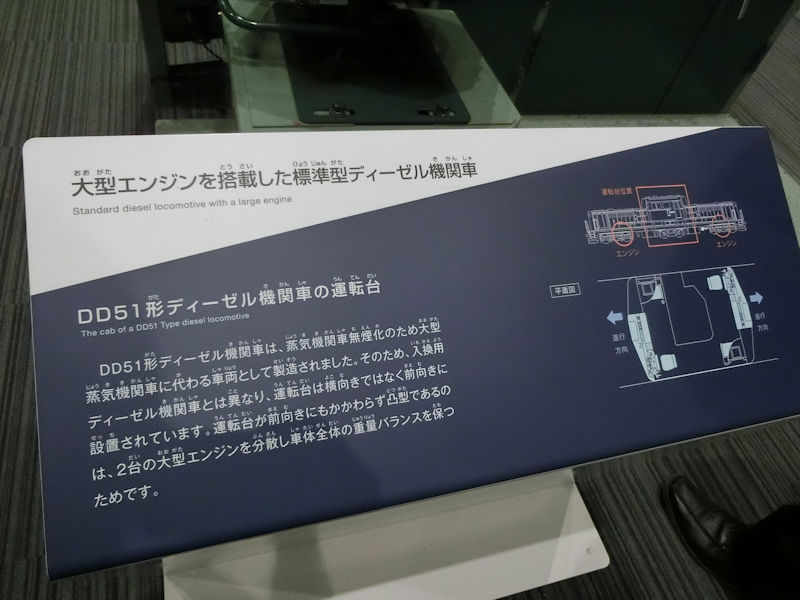 大型エンジンを搭載した標準型ディーゼル機関車
Standard diesel locomotive with a large engine
DD51形ディーゼル機関車の運転台
The cab of a DD51 Type diesel locomotive
DD51形ディーゼル機関車は、蒸気機関車無煙化のため大型
蒸気機関車に代わる車両として製造されました。そのため、入換用
ディーゼル機関車とは異なり、運転台は横向きではなく前向きに
設置されています。運転台が前向きにもかかわらず凸型であるの
は、2台の大型エンジンを分散し車体全体の重量バランスを保つ
ためです。
運転台位置
エンジン
エンジン
平面図
進行
方向
進行
方向